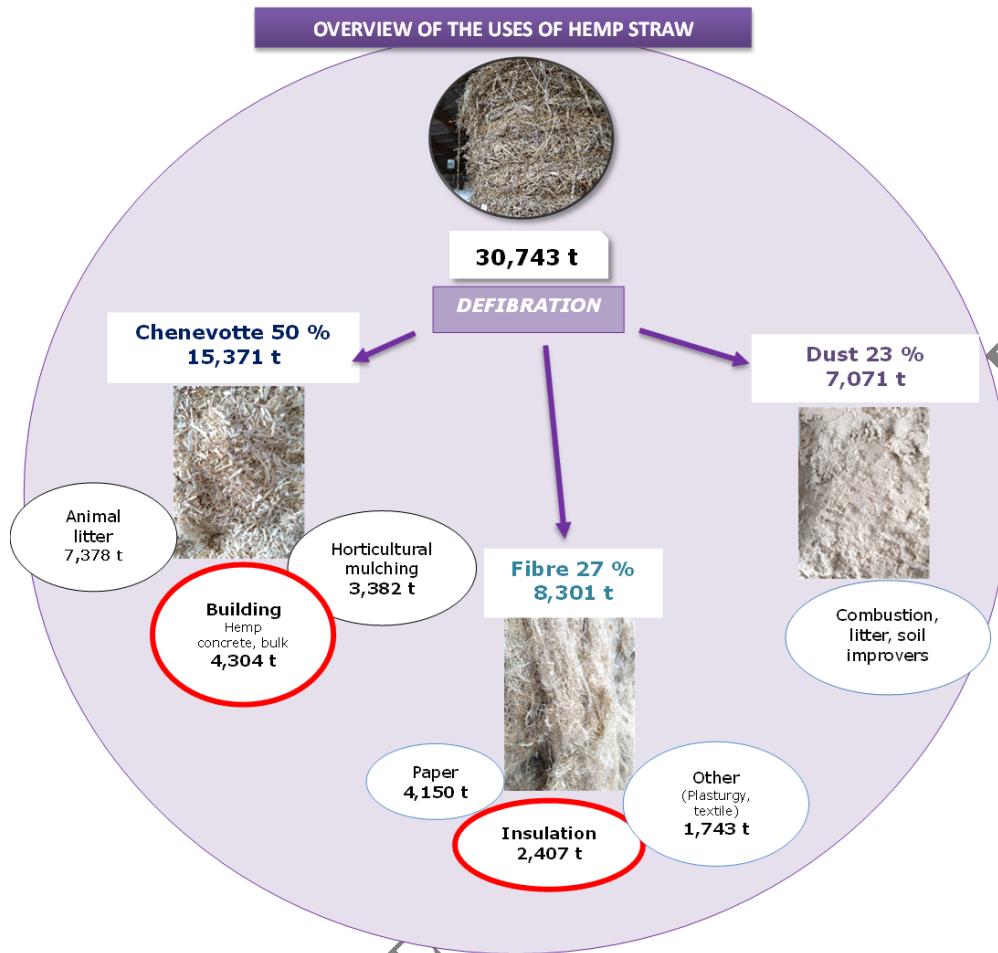 OVERVIEW OF THE USES OF HEMP STRAW
30,743 t
DEFIBRATION
Chenevotte 50 %
15,371 t
Dust 23 %
7,071 t
Animal
litter
7,378 t
Horticultural
mulching
3,382 t
Building
Hemp
concrete, bulk
4,304 t
Fibre 27 %
8,301 t
Combustion,
litter, soil
improvers
Paper
4,150 t
Insulation
2,407 t
Other
(Plasturgy,
textile)
1,743 t